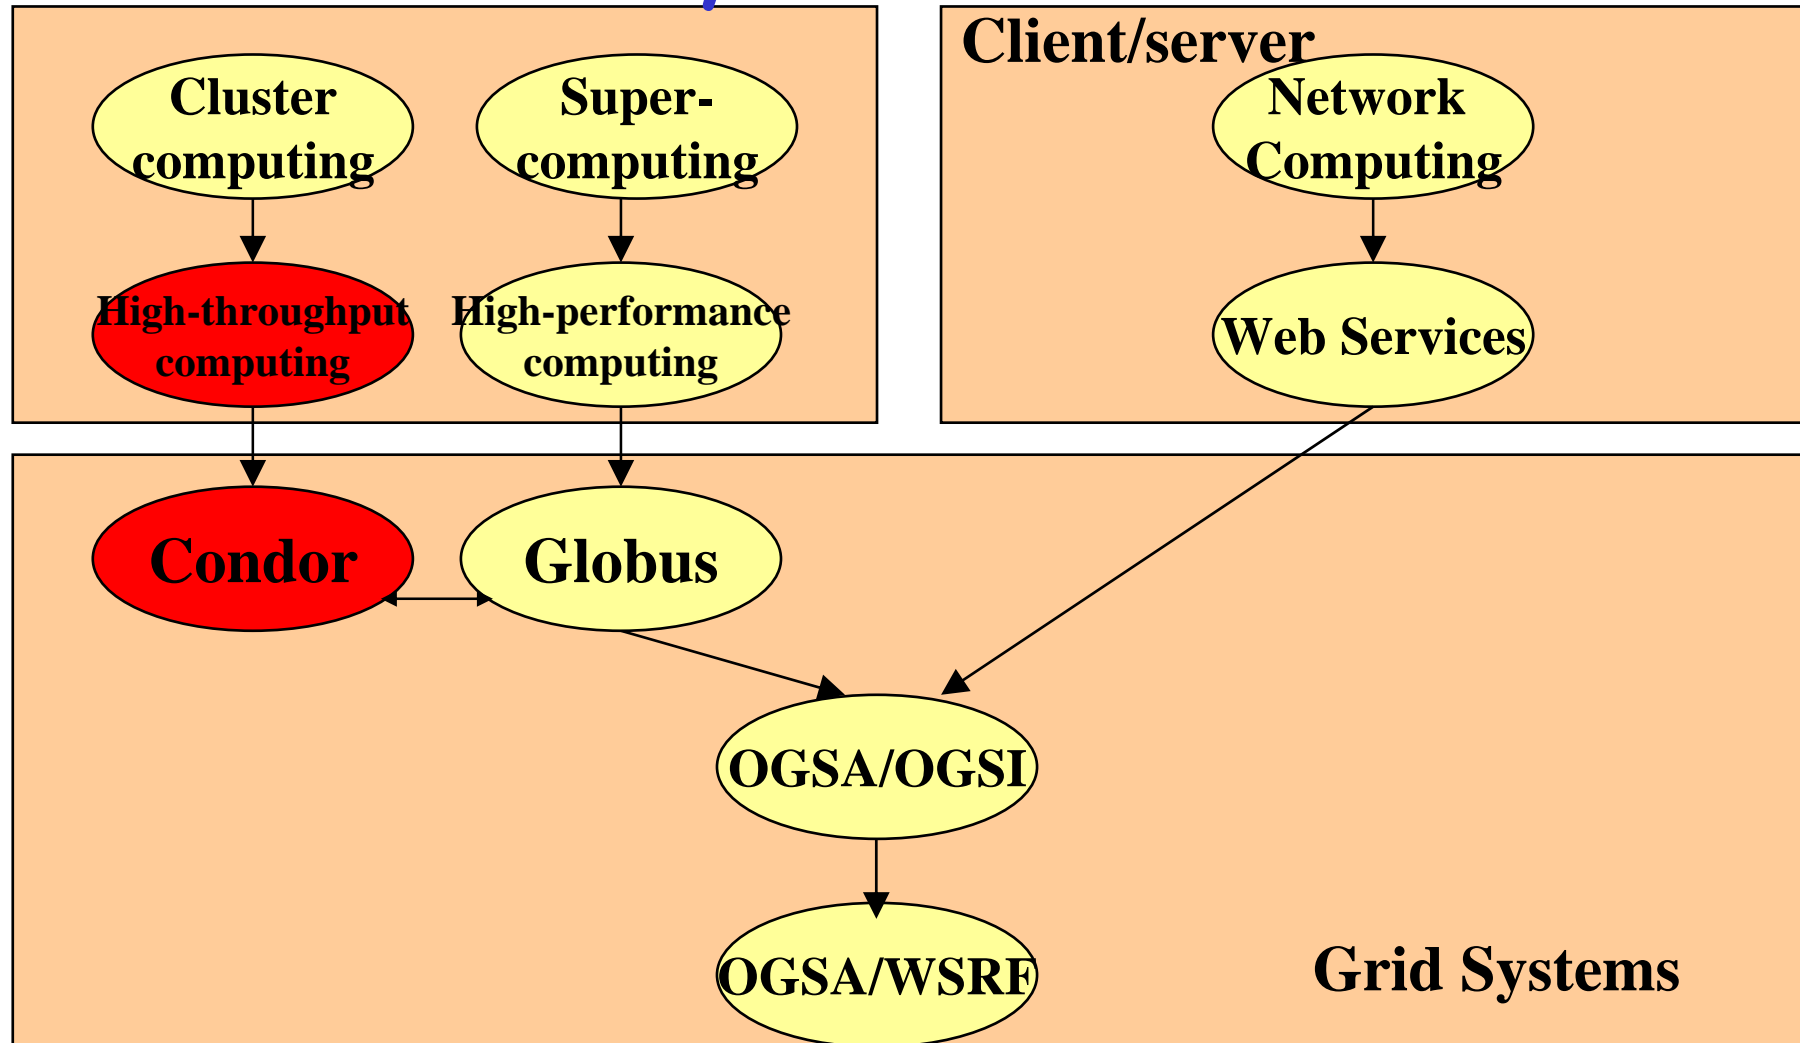 Client/server
Cluster
computing
Super-
computing
Network
Computing
High-throughput
computing
High-performance
computing
Web Services
Condor
Globus
OGSA/OGSI
OGSA/WSRF
Grid Systems